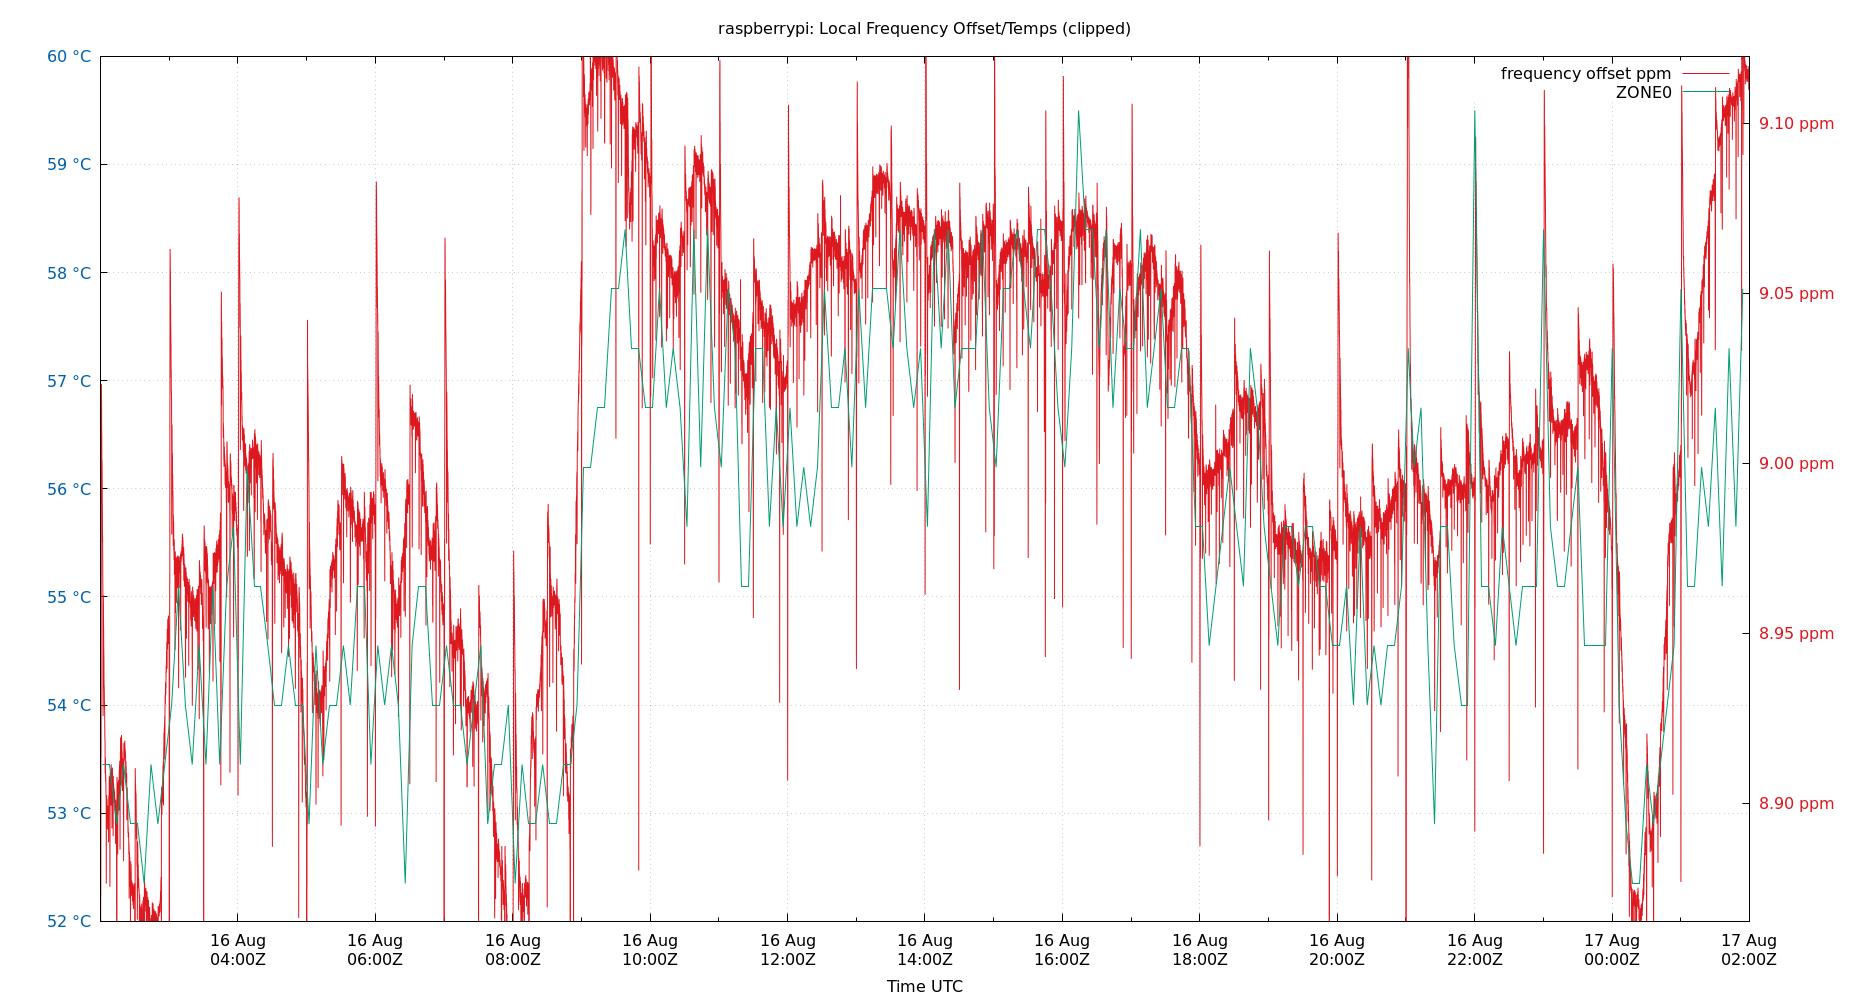 raspberrypi: Local Frequency Offset/Temps (clipped)
60 °C
59 °C
58 °C
57 °C
56 °C
55 °C
54 °C
53 °C
52 °C
frequency offset ppm
ZONE0
9.10 ppm
9.05 ppm
9.00 ppm
8.95 ppm
8.90 ppm
16 Aug
04:00Z
16 Aug
06:00Z
16 Aug
08:00Z
16 Aug
10:00Z
16 Aug
12:00Z
16 Aug
14:00Z
16 Aug
16:00Z
16 Aug
18:00Z
16 Aug
20:00Z
16 Aug
22:00Z
17 Aug
00:00Z
17 Aug
02:00Z
Time UTC